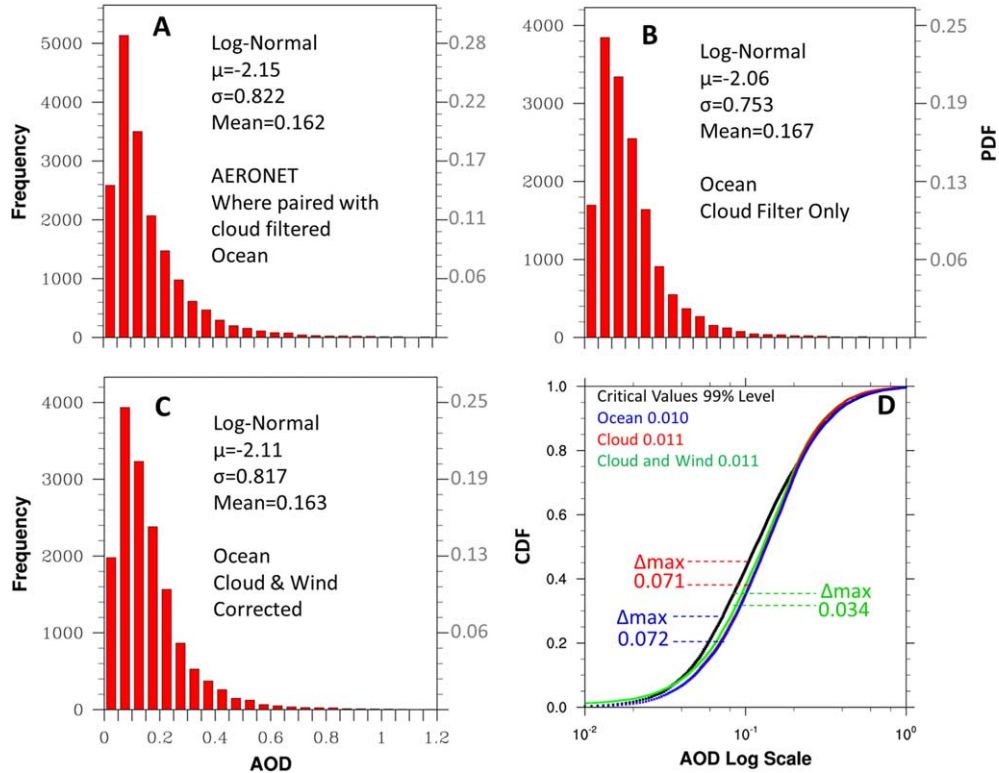 A
Log-Normal
μ=-2.15
σ=0.822
Mean=0.162
AERONET
Where paired with
cloud filtered
Ocean
Frequency
5000
4000
3000
2000
1000
0
0.28
0.22
0.17
0.11
0.06
B
Log-Normal
μ=-2.06
σ=0.753
Mean=0.167
Ocean
Cloud Filter Only
4000
3000
2000
1000
0
0.25
0.19
0.13
0.06
PDF
C
Log-Normal
μ=-2.11
σ=0.817
Mean=0.163
Ocean
Cloud & Wind
Corrected
Frequency
4000
3000
2000
1000
0
0.25
0.19
0.13
0.06
0 0.2 0.4 0.6 0.8 1 1.2
AOD
D
Critical Values 99% Level
Ocean 0.010
Cloud 0.011
Cloud and Wind 0.011
CDF
1.0
0.8
0.6
0.4
0.2
0.0
Δmax
0.071
Δmax
0.034
Δmax
0.072
10⁻² 10⁻¹ 10⁰
AOD Log Scale